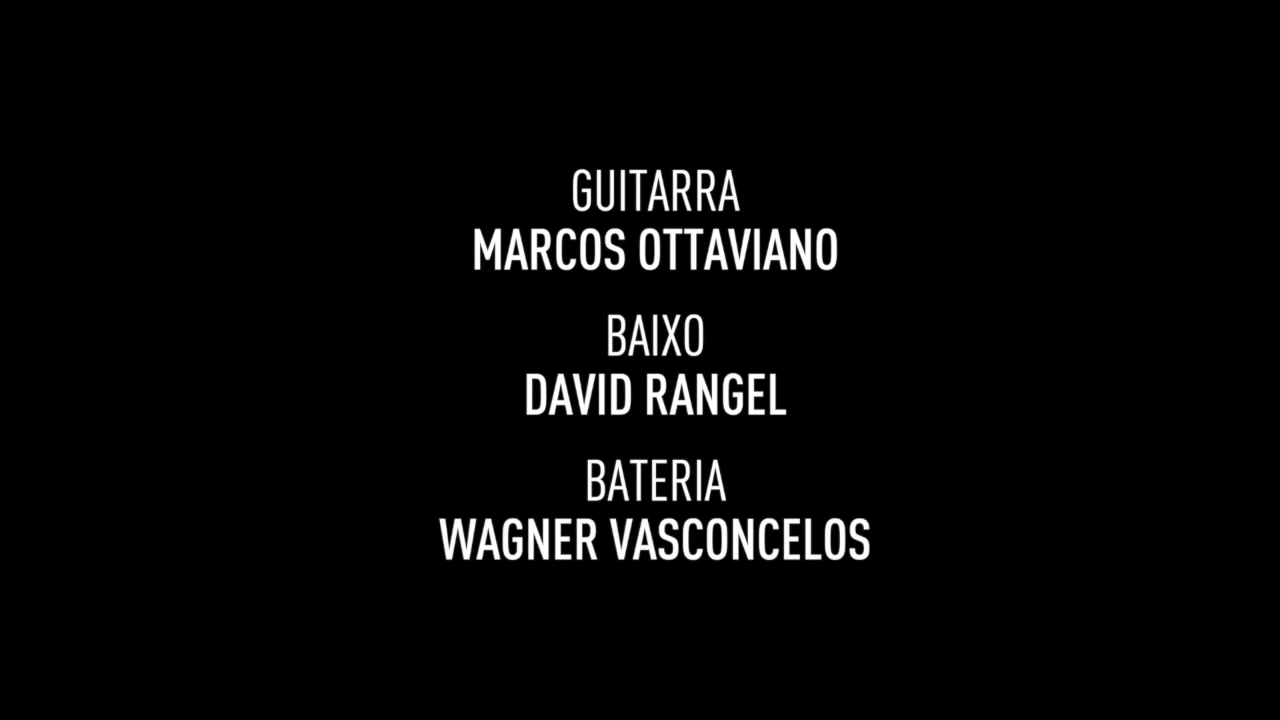 GUITARRA
MARCOS OTTAVIANO
BAIXO
DAVID RANGEL
BATERIA
WAGNER VASCONCELOS